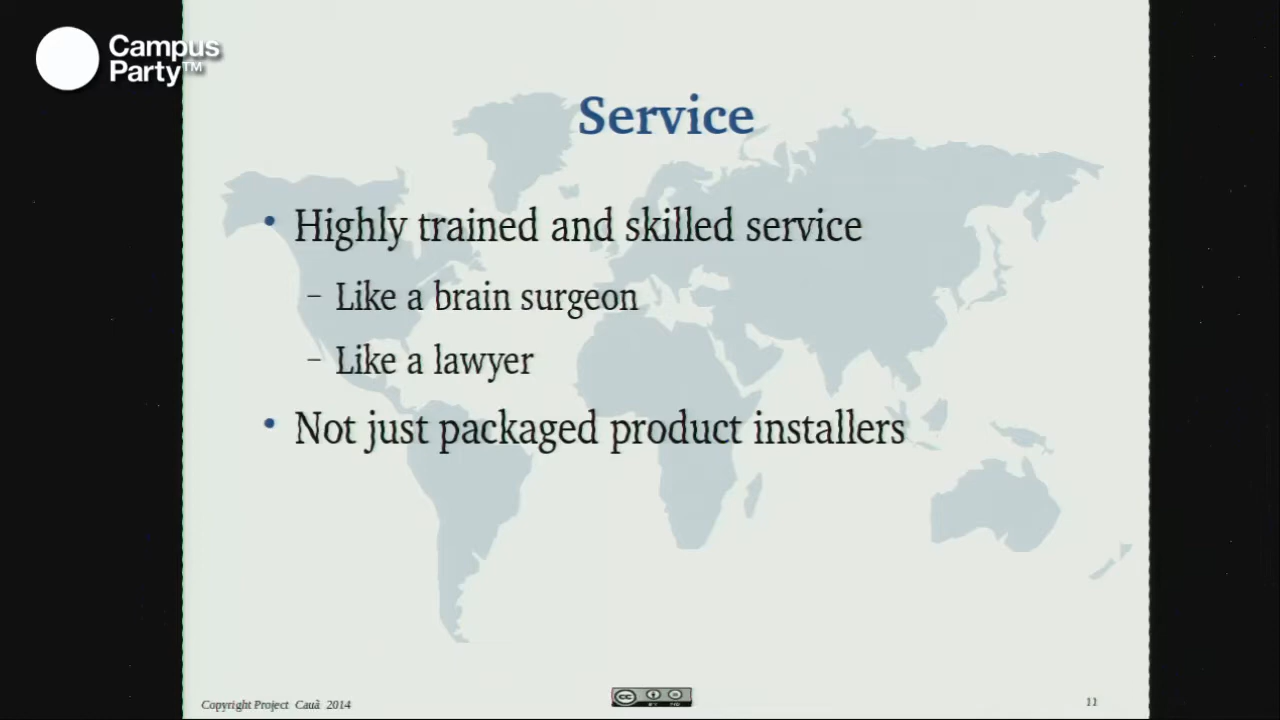 Campus
Party™
Service
• Highly trained and skilled service
– Like a brain surgeon
– Like a lawyer
• Not just packaged product installers
Copyright Project Cauã 2014
cc
11